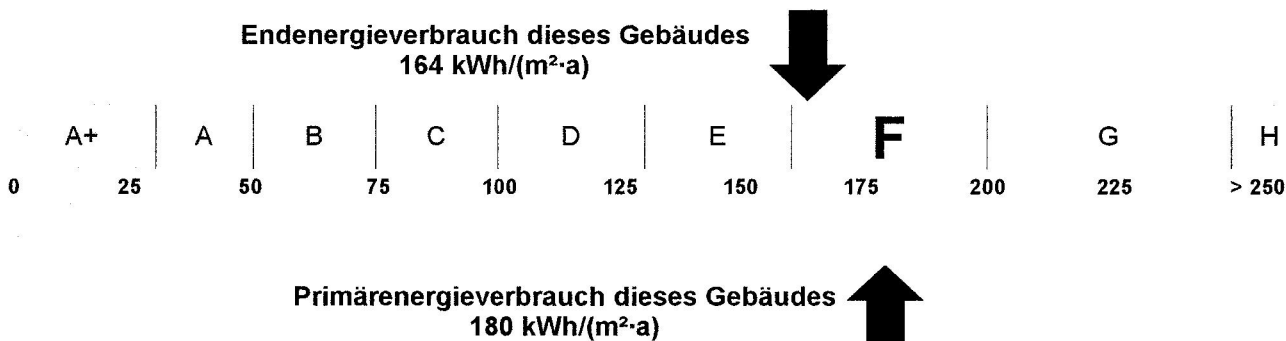 Endenergieverbrauch dieses Gebäudes
164 kWh/(m²·a)
A+ A B C D E F G H
0 25 50 75 100 125 150 175 200 225 > 250
Primärenergieverbrauch dieses Gebäudes
180 kWh/(m²·a)